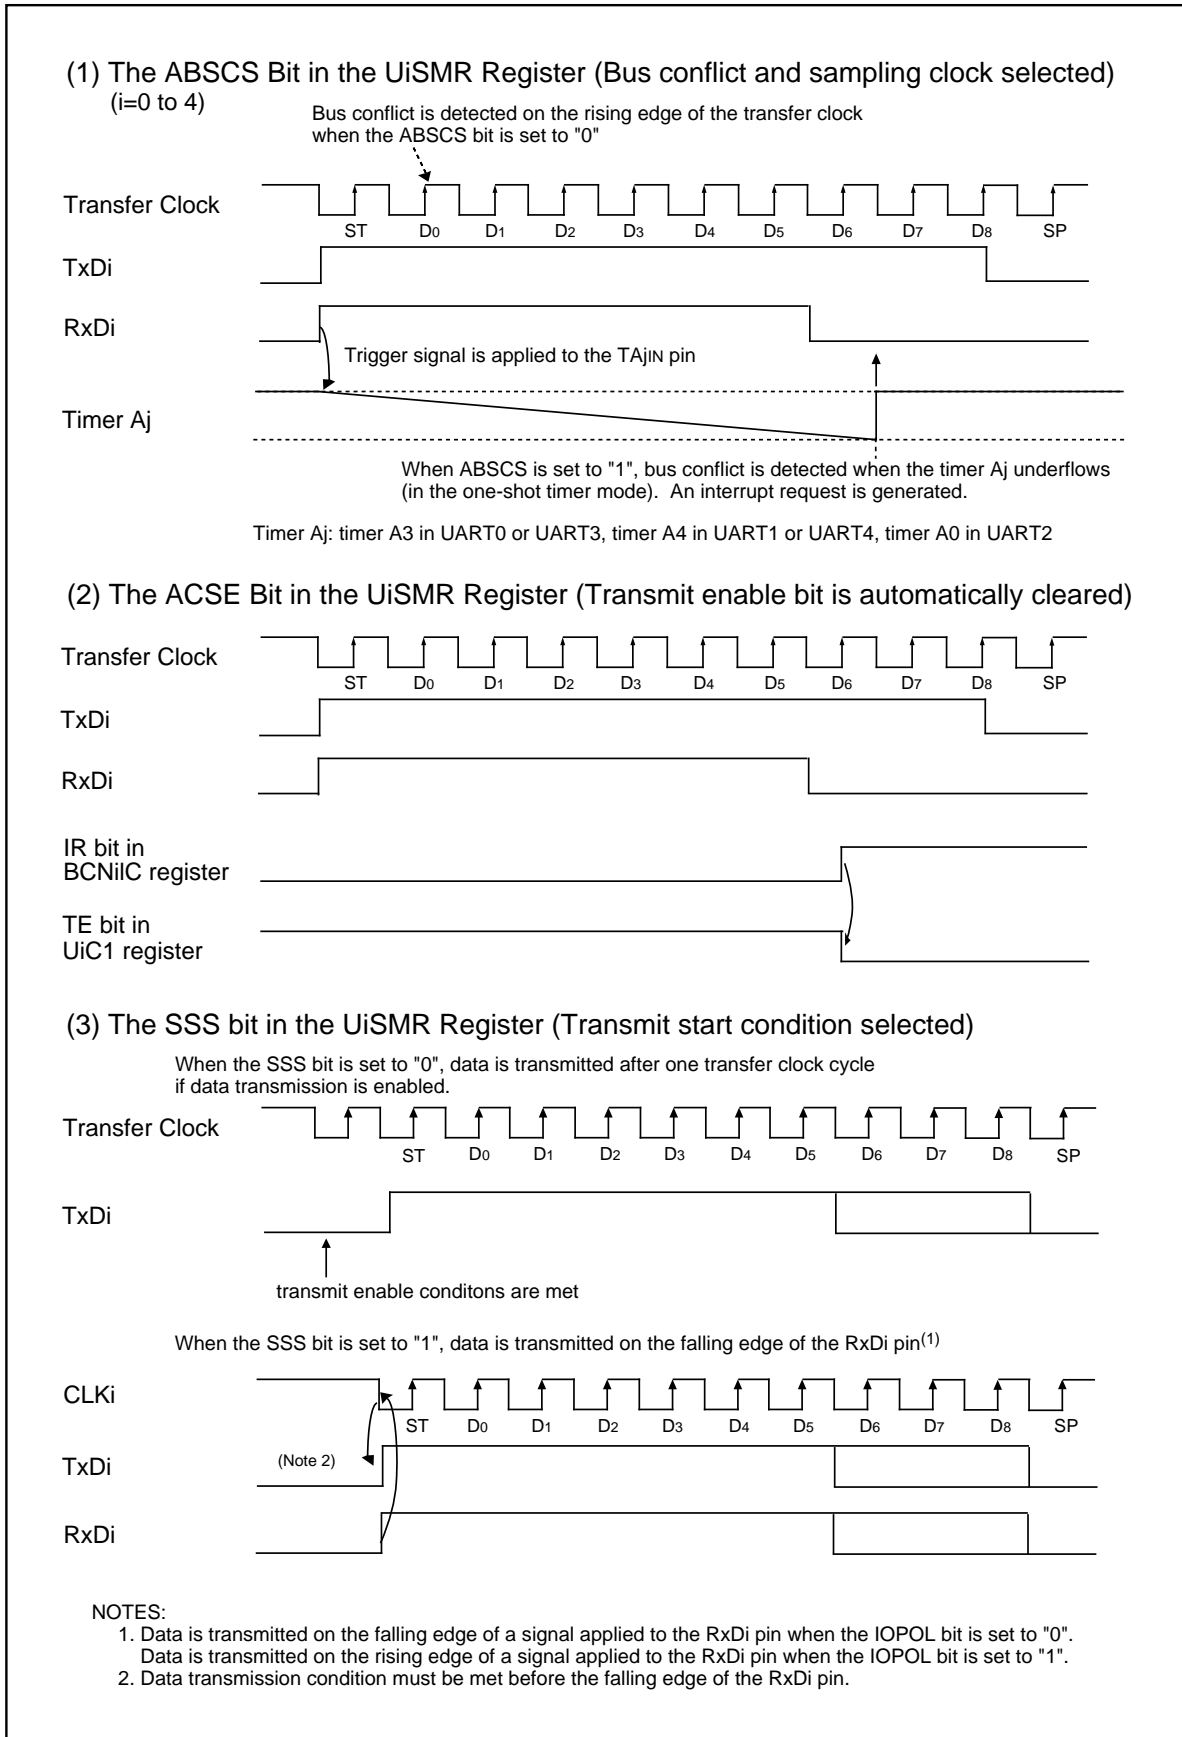 (1) The ABSCS Bit in the UiSMR Register (Bus conflict and sampling clock selected)
(i=0 to 4)
Bus conflict is detected on the rising edge of the transfer clock
when the ABSCS bit is set to "0"
Transfer Clock
ST D0 D1 D2 D3 D4 D5 D6 D7 D8 SP
TxDi
RxDi
Trigger signal is applied to the TAjIN pin
Timer Aj
When ABSCS is set to "1", bus conflict is detected when the timer Aj underflows
(in the one-shot timer mode). An interrupt request is generated.
Timer Aj: timer A3 in UART0 or UART3, timer A4 in UART1 or UART4, timer A0 in UART2
(2) The ACSE Bit in the UiSMR Register (Transmit enable bit is automatically cleared)
Transfer Clock
ST D0 D1 D2 D3 D4 D5 D6 D7 D8 SP
TxDi
RxDi
IR bit in
BCNiIC register
TE bit in
UiC1 register
(3) The SSS bit in the UiSMR Register (Transmit start condition selected)
When the SSS bit is set to "0", data is transmitted after one transfer clock cycle
if data transmission is enabled.
Transfer Clock
ST D0 D1 D2 D3 D4 D5 D6 D7 D8 SP
TxDi
transmit enable conditons are met
When the SSS bit is set to "1", data is transmitted on the falling edge of the RxDi pin(1)
CLKi
ST D0 D1 D2 D3 D4 D5 D6 D7 D8 SP
(Note 2)
TxDi
RxDi
NOTES:
1. Data is transmitted on the falling edge of a signal applied to the RxDi pin when the IOPOL bit is set to "0".
Data is transmitted on the rising edge of a signal applied to the RxDi pin when the IOPOL bit is set to "1".
2. Data transmission condition must be met before the falling edge of the RxDi pin.